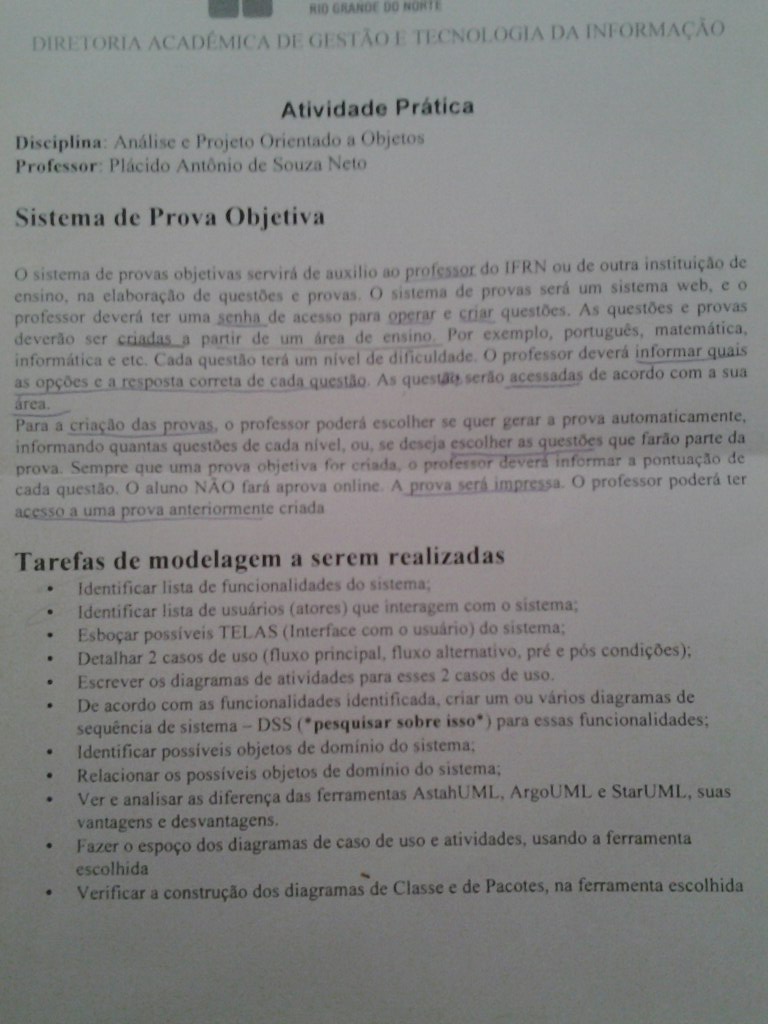 RIO GRANDE DO NORTE
DIRETORIA ACADÊMICA DE GESTÃO E TECNOLOGIA DA INFORMAÇÃO
Atividade Prática
Disciplina: Análise e Projeto Orientado a Objetos
Professor: Plácido Antônio de Souza Neto
Sistema de Prova Objetiva
O sistema de provas objetivas servirá de auxilio ao professor do IFRN ou de outra instituição de
ensino, na elaboração de questões e provas. O sistema de provas será um sistema web, e o
professor deverá ter uma senha de acesso para operar e criar questões. As questões e provas
deverão ser criadas a partir de um área de ensino. Por exemplo, português, matemática,
informática e etc. Cada questão terá um nível de dificuldade. O professor deverá informar quais
as opções e a resposta correta de cada questão. As questão serão acessadas de acordo com a sua
área.
Para a criação das provas, o professor poderá escolher se quer gerar a prova automaticamente,
informando quantas questões de cada nível, ou, se deseja escolher as questões que farão parte da
prova. Sempre que uma prova objetiva for criada, o professor deverá informar a pontuação de
cada questão. O aluno NÃO fará aprova online. A prova será impressa. O professor poderá ter
acesso a uma prova anteriormente criada
Tarefas de modelagem a serem realizadas
• Identificar lista de funcionalidades do sistema;
• Identificar lista de usuários (atores) que interagem com o sistema;
• Esboçar possíveis TELAS (Interface com o usuário) do sistema;
• Detalhar 2 casos de uso (fluxo principal, fluxo alternativo, pré e pós condições);
• Escrever os diagramas de atividades para esses 2 casos de uso.
• De acordo com as funcionalidades identificada, criar um ou vários diagramas de
sequência de sistema – DSS (*pesquisar sobre isso*) para essas funcionalidades;
• Identificar possíveis objetos de domínio do sistema;
• Relacionar os possíveis objetos de domínio do sistema;
• Ver e analisar as diferença das ferramentas AstahUML, ArgoUML e StarUML, suas
vantagens e desvantagens.
• Fazer o espoço dos diagramas de caso de uso e atividades, usando a ferramenta
escolhida
• Verificar a construção dos diagramas de Classe e de Pacotes, na ferramenta escolhida